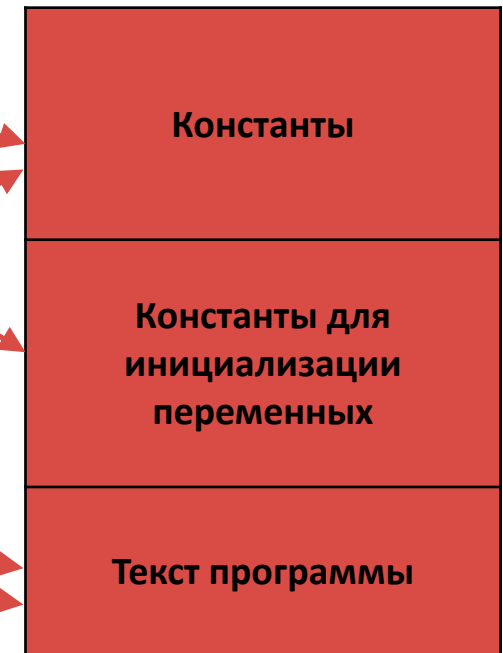 Константы
Константы для
инициализации
переменных
Текст программы